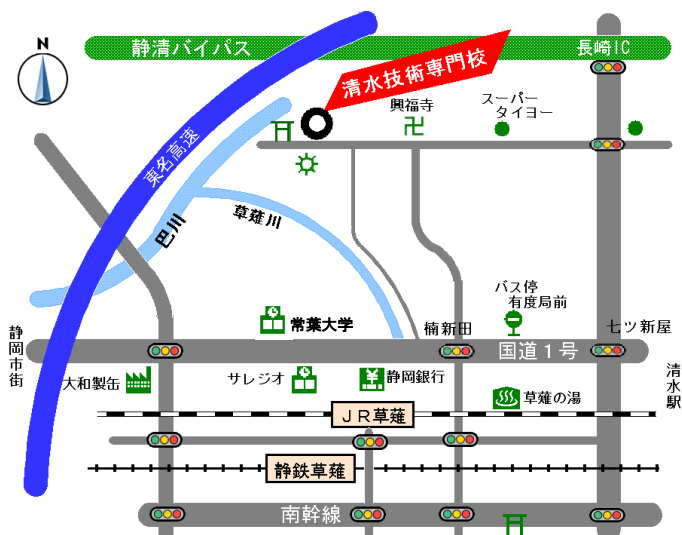 N
静清バイパス
長崎IC
清水技術専門校
興福寺
スーパー
タイヨー
東名高速
巴川
草薙川
バス停
有度局前
常葉大学
楠新田
七ツ新屋
国道1号
静岡市街
清水駅
大和製缶
サレジオ
静岡銀行
草薙の湯
JR草薙
静鉄草薙
南幹線